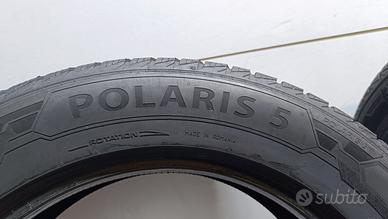 POLARIS 5
ROTATION
MADE IN ROMANIA
subito